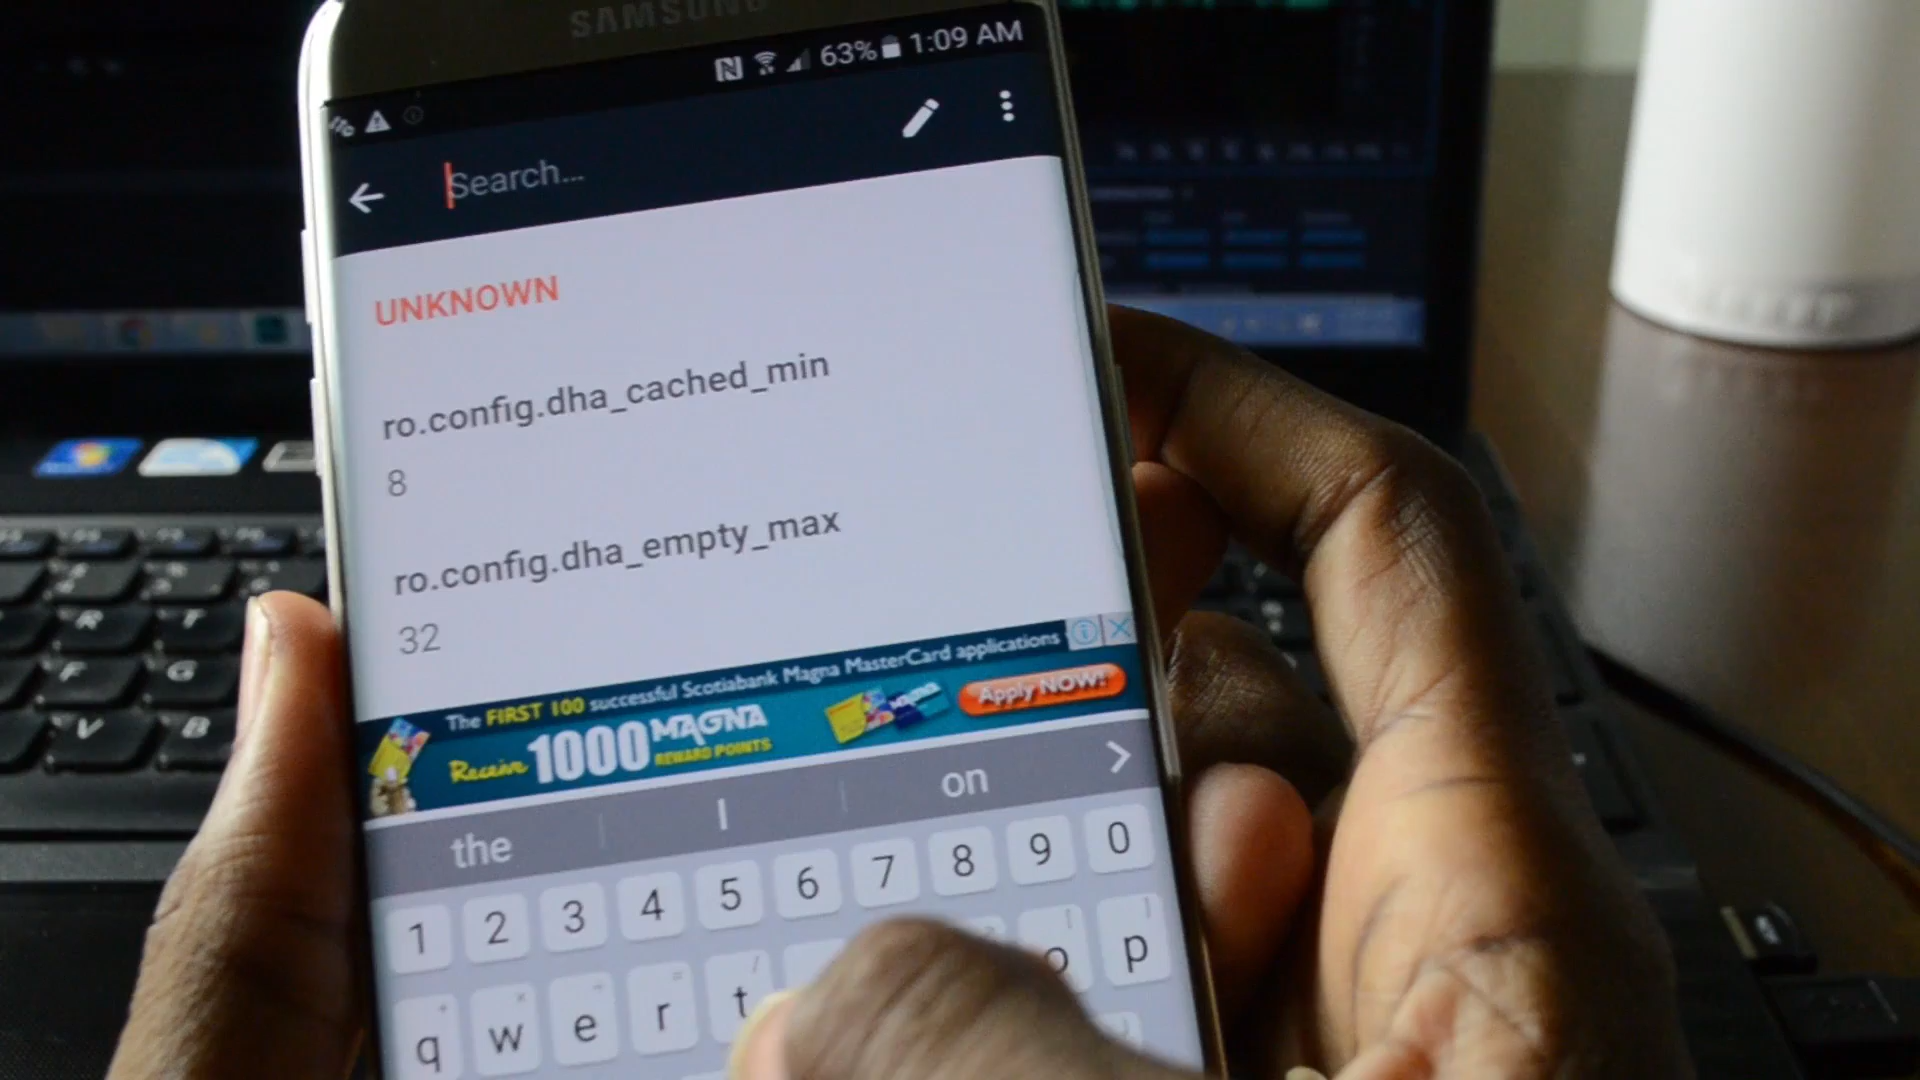 SAMSUNG
63% 1:09 AM
Search...
UNKNOWN
ro.config.dha_cached_min
8
ro.config.dha_empty_max
32
The FIRST 100 successful Scotiabank Magna MasterCard applications
Receive 1000 MAGNA REWARD POINTS
Apply NOW!
the I on
1 2 3 4 5 6 7 8 9 0
q w e r t o p
R T
F G
V B